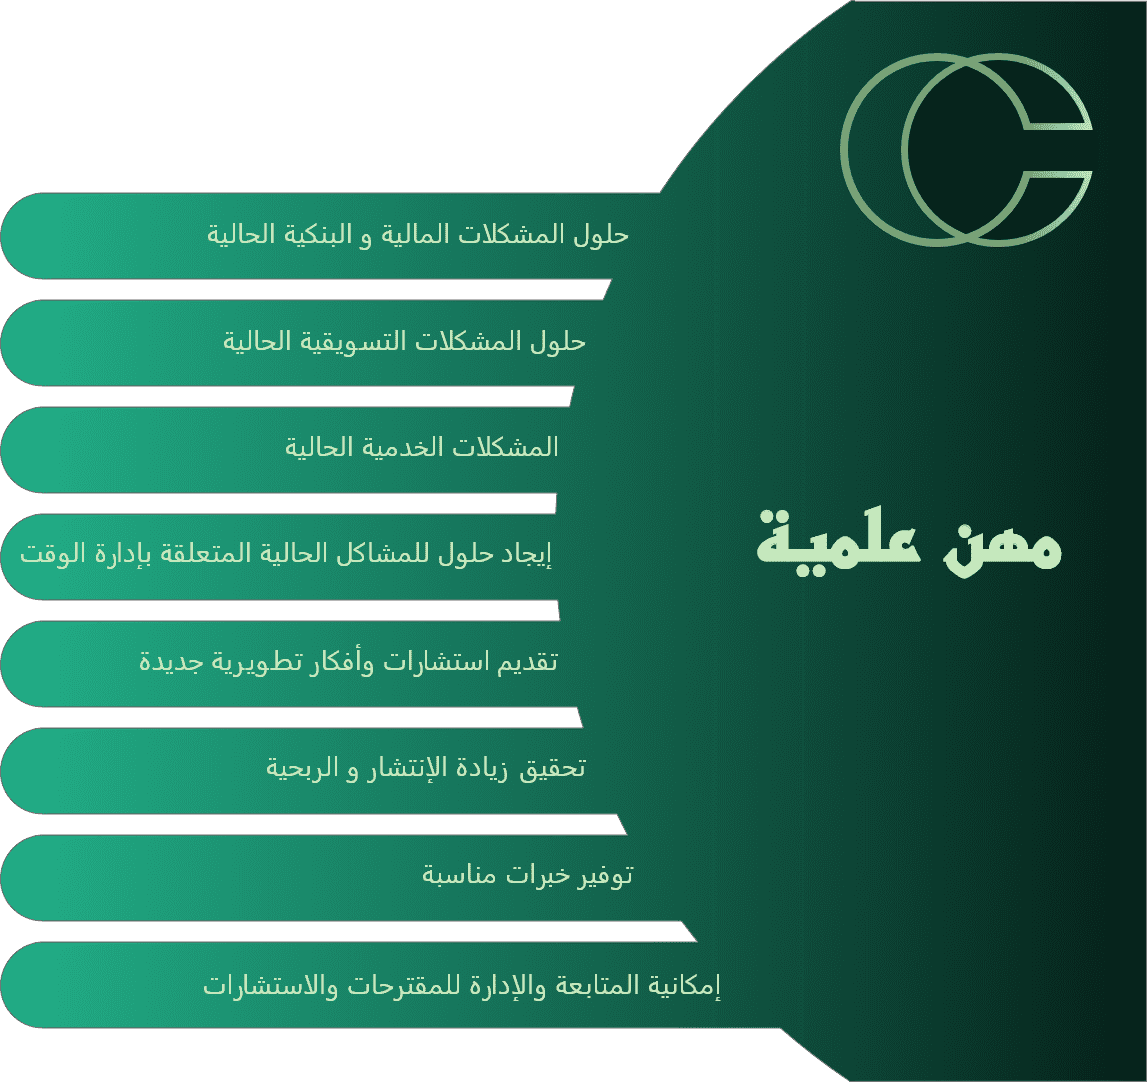 حلول المشكلات المالية و البنكية الحالية
حلول المشكلات التسويقية الحالية
المشكلات الخدمية الحالية
إيجاد حلول للمشاكل الحالية المتعلقة بإدارة الوقت
تقديم استشارات وأفكار تطويرية جديدة
تحقيق زيادة الإنتشار و الربحية
توفير خبرات مناسبة
إمكانية المتابعة والإدارة للمقترحات والاستشارات
مهن علمية